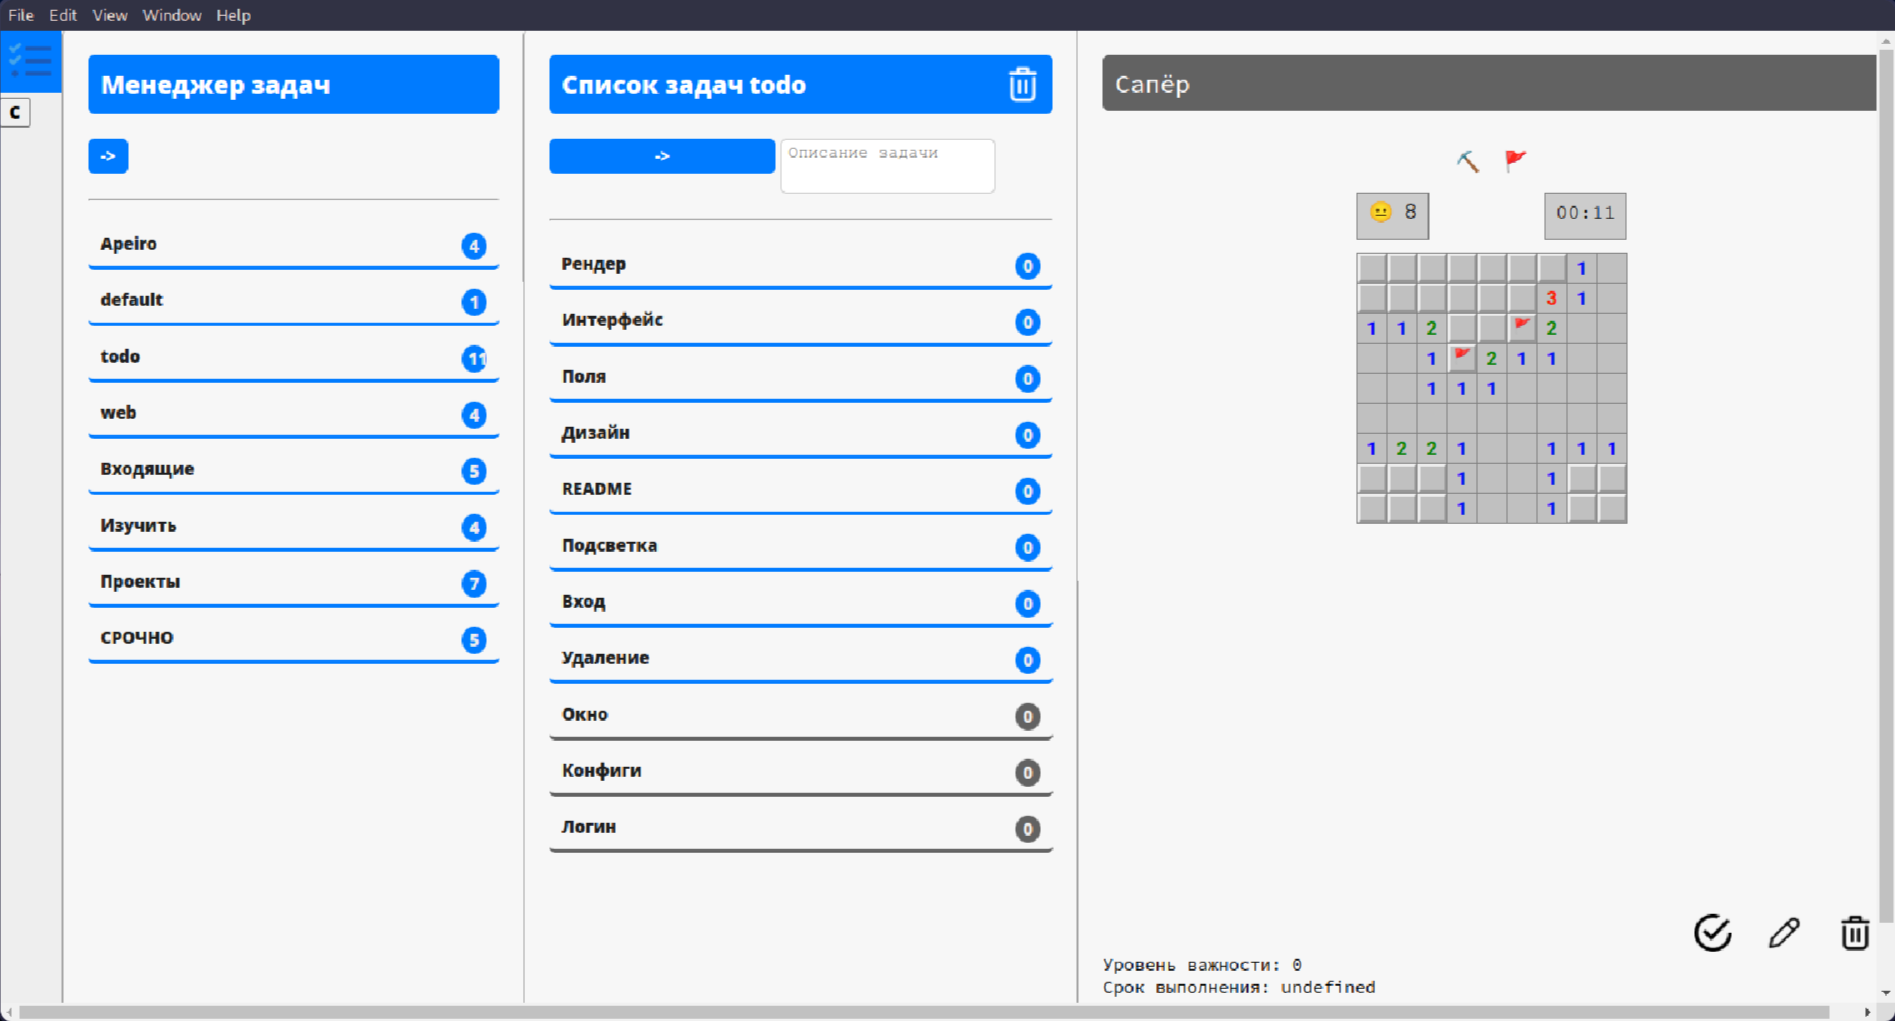 File Edit View Window Help
C
Менеджер задач
->
Apeiro 4
default 1
todo 11
web 4
Входящие 5
Изучить 4
Проекты 7
СРОЧНО 5
Список задач todo
-> Описание задачи
Рендер 0
Интерфейс 0
Поля 0
Дизайн 0
README 0
Подсветка 0
Вход 0
Удаление 0
Окно 0
Конфиги 0
Логин 0
Сапёр
8 00:11
1
3 1
1 1 2 2
1 2 1 1
1 1 1
1 2 2 1 1 1 1
1 1
1 1
Уровень важности: 0
Срок выполнения: undefined